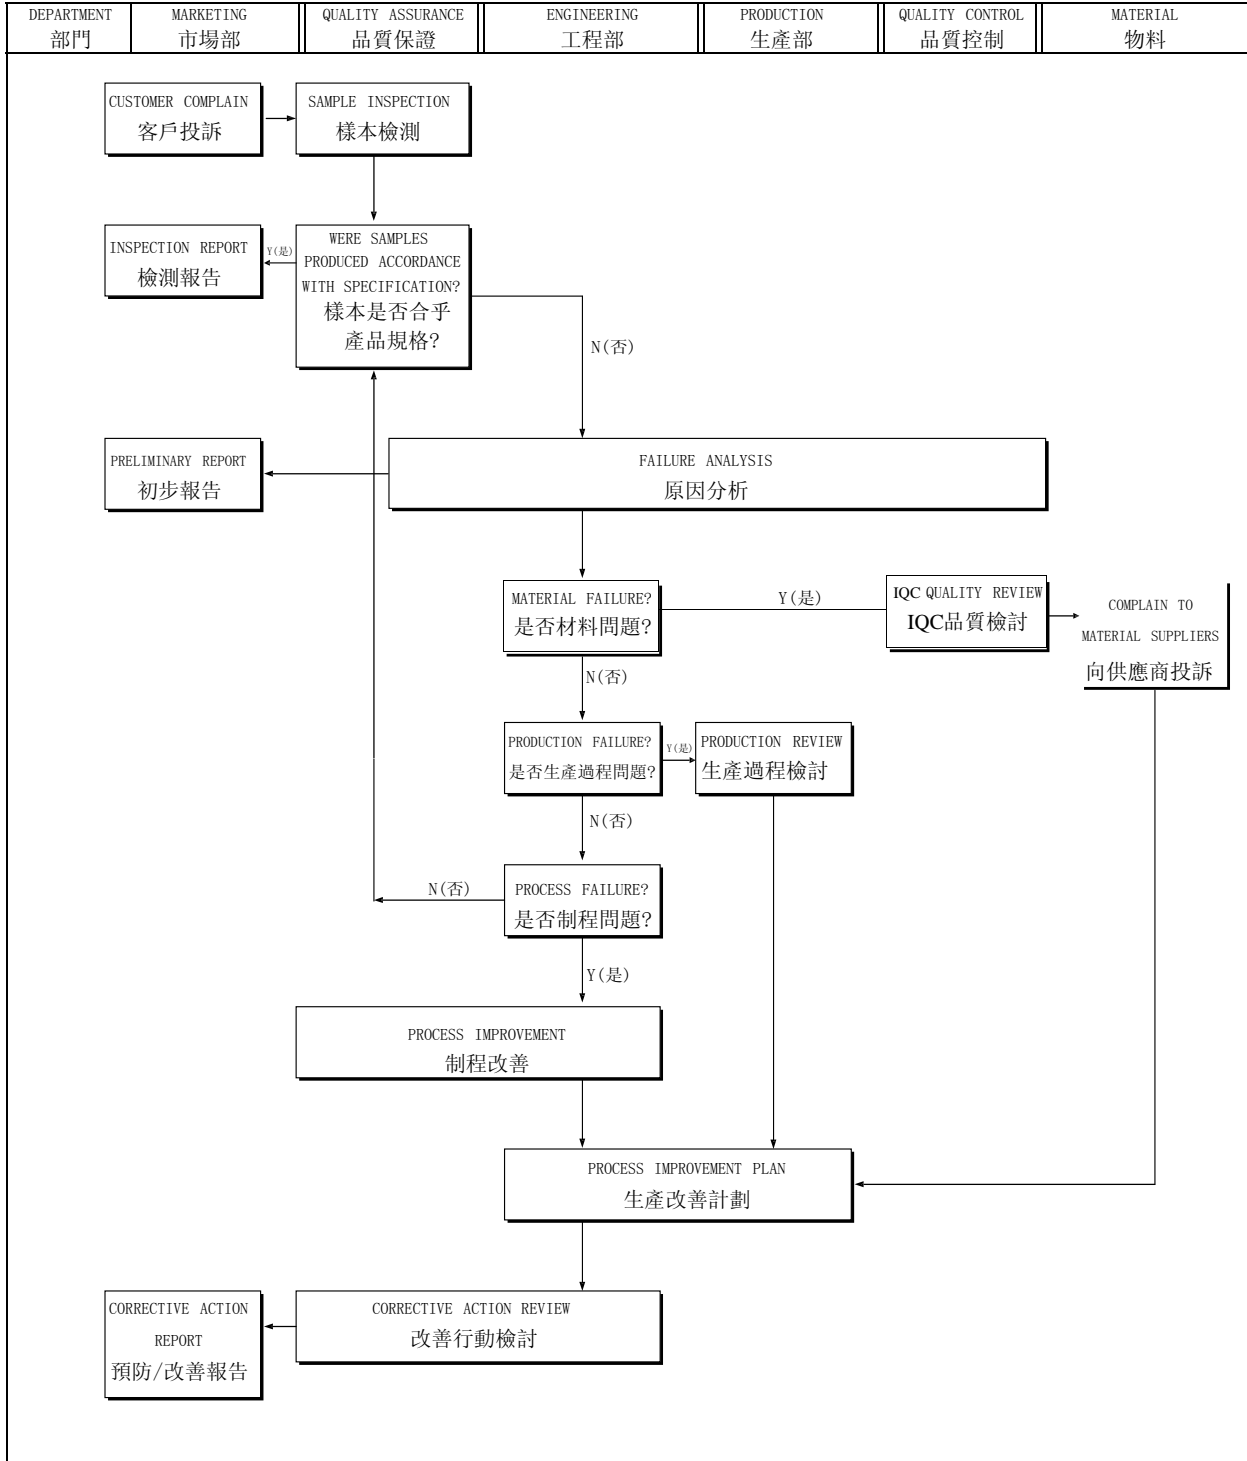 DEPARTMENT
部門
MARKETING
市場部
QUALITY ASSURANCE
品質保證
ENGINEERING
工程部
PRODUCTION
生產部
QUALITY CONTROL
品質控制
MATERIAL
物料
CUSTOMER COMPLAIN
客戶投訴
SAMPLE INSPECTION
樣本檢測
INSPECTION REPORT
檢測報告
Y(是)
WERE SAMPLES
PRODUCED ACCORDANCE
WITH SPECIFICATION?
樣本是否合乎
產品規格?
N(否)
PRELIMINARY REPORT
初步報告
FAILURE ANALYSIS
原因分析
MATERIAL FAILURE?
是否材料問題?
Y(是)
IQC QUALITY REVIEW
IQC品質檢討
COMPLAIN TO
MATERIAL SUPPLIERS
向供應商投訴
N(否)
PRODUCTION FAILURE?
是否生產過程問題?
Y(是)
PRODUCTION REVIEW
生產過程檢討
N(否)
N(否)
PROCESS FAILURE?
是否制程問題?
Y(是)
PROCESS IMPROVEMENT
制程改善
PROCESS IMPROVEMENT PLAN
生產改善計劃
CORRECTIVE ACTION
REPORT
預防/改善報告
CORRECTIVE ACTION REVIEW
改善行動檢討